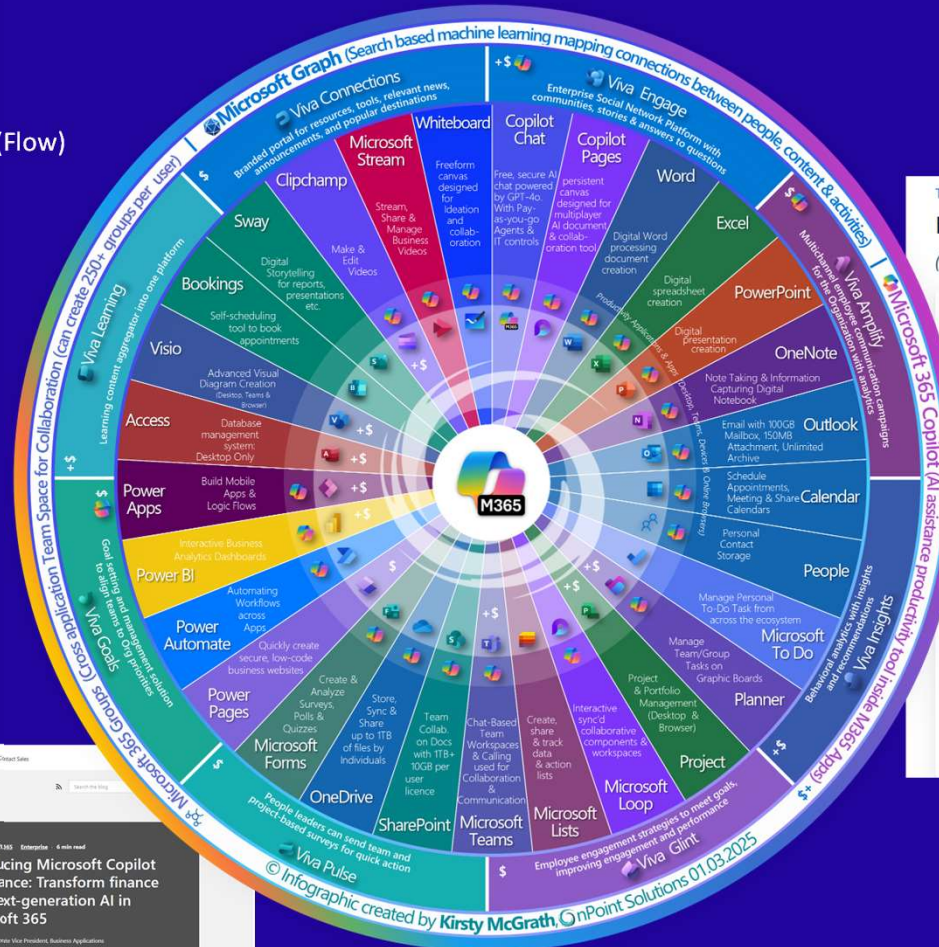 (Flow)
Microsoft Graph (Search based machine learning mapping connections between people, content & activities)
Microsoft 365 Copilot (AI assistance productivity tool inside M365 Apps) +$
Microsoft 365 Groups (Cross application Team Space for Collaboration (can create 250+ groups per user)
© Infographic created by Kirsty McGrath, OnPoint Solutions 01.03.2025
$
Viva Connections
Branded portal for resources, tools, relevant news,
announcements, and popular destinations
+$
Viva Engage
Enterprise Social Network Platform with
communities, stories & answers to questions
$
Viva Amplify
Multichannel employee communication campaigns
for the Organization with analytics
+$
Viva Insights
Behavioral analytics with insights
and recommendations
$
Viva Glint
Employee engagement strategies to meet goals,
improving engagement and performance
$
Viva Pulse
People leaders can send team and
project-based surveys for quick action
$
Viva Goals
Goal setting and management solution
to align teams to Org priorities
+$
Viva Learning
Learning content aggregator into one platform
Whiteboard
Freeform
canvas
designed
for
Ideation
and
collab-
oration
Copilot
Chat
Free, secure AI
chat powered
by GPT-4o.
With Pay-
as-you-go
Agents &
IT controls
M365
Copilot
Pages
persistent
canvas
designed for
multiplayer
AI document
& collab-
oration tool
Word
Digital Word
processing
document
creation
Excel
Digital
spreadsheet
creation
PowerPoint
Digital
presentation
creation
OneNote
Note Taking & Information
Capturing Digital
Notebook
Outlook
Email with 100GB
Mailbox, 150MB
Attachment, Unlimited
Archive
Calendar
Schedule
Appointments,
Meeting & Share
Calendars
People
Personal
Contact
Storage
Microsoft
To Do
Manage Personal
To-Do Task from
across the ecosystem
Planner
Manage
Team/Group
Tasks on
Graphic Boards
+$
Project
Project
& Portfolio
Management
(Desktop &
Browser)
+$
Microsoft
Loop
Interactive
sync'd
collaborative
components &
workspaces
Microsoft
Lists
Create,
share
& track
data
& action
lists
Microsoft
Teams
Chat-Based
Team
Workspaces
& Calling
used for
Collaboration
&
Communication
+$
SharePoint
Team
Collab.
on Docs
with 1TB+
10GB per
user
licence
OneDrive
Store,
Sync &
Share
up to 1TB
of files by
Individuals
Microsoft
Forms
Create &
Analyze
Surveys,
Polls &
Quizzes
Power
Pages
Quickly create
secure, low-code
business websites
$
Power
Automate
Automating
Workflows
across
Apps
Power BI
Interactive Business
Analytics Dashboards
+$
Power
Apps
Build Mobile
Apps &
Logic Flows
+$
Access
Database
management
system:
Desktop Only
+$
Visio
Advanced Visual
Diagram Creation
(Desktop, Teams &
Browser)
+$
Bookings
Self-scheduling
tool to book
appointments
Sway
Digital
Storytelling
for reports,
presentations
etc.
Clipchamp
Make &
Edit
Videos
+$
Microsoft
Stream
Stream,
Share &
Manage
Business
Videos
Productivity Applications & Apps (Desktop, Teams, Devices & Online Browsers)
M365
Contact Sales
Search the blog
Enterprise · 6 min read
ucing Microsoft Copilot
ance: Transform finance
ext-generation AI in
oft 365
Vice President, Business Applications